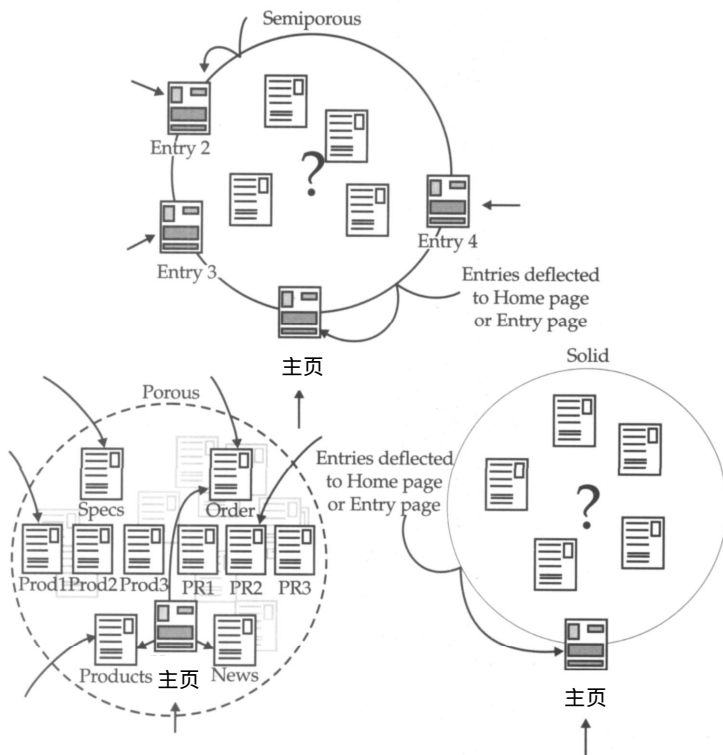 Semiporous
Entry 2
?
Entry 4
Entry 3
Entries deflected
to Home page
or Entry page
主页
Solid
Porous
Entries deflected
to Home page
or Entry page
Specs
Order
?
Prod1 Prod2 Prod3 PR1 PR2 PR3
Products 主页 News
主页